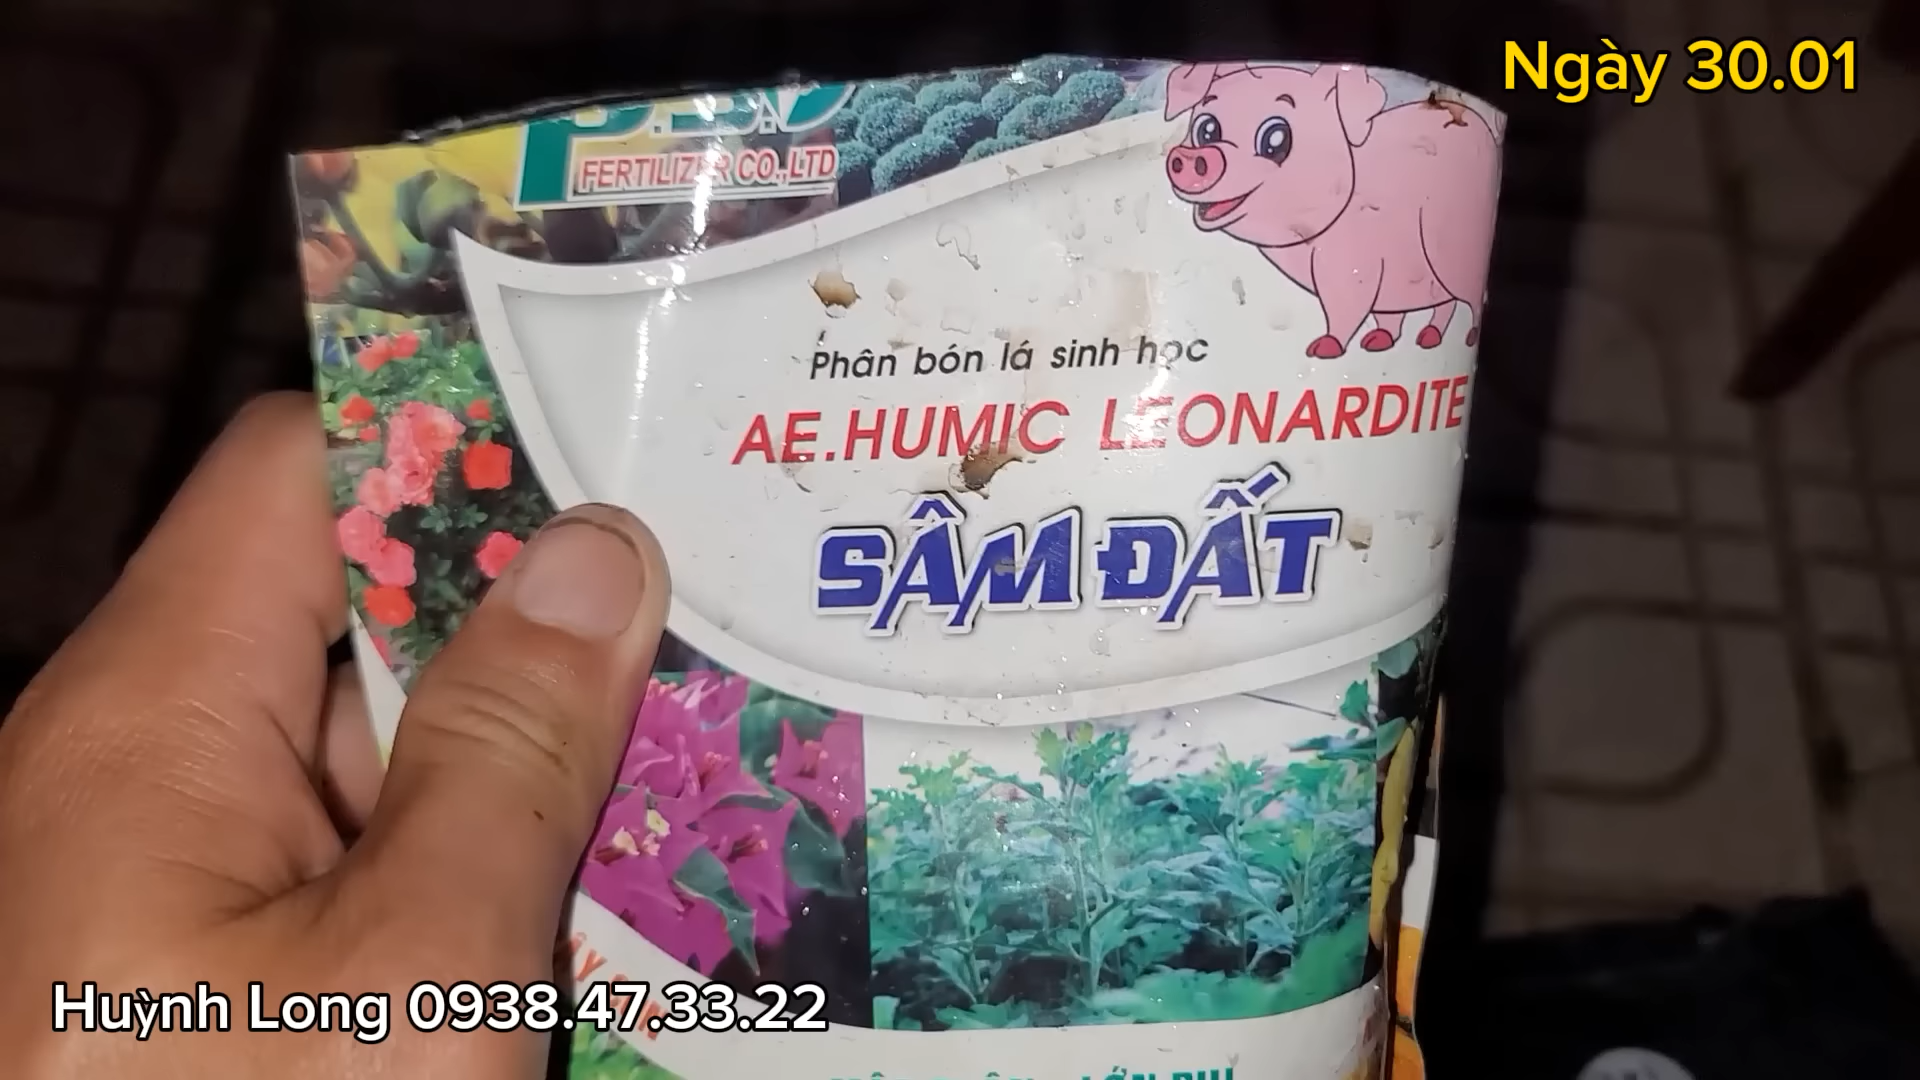 Ngày 30.01
FERTILIZER CO.,LTD
Phân bón lá sinh học
AE.HUMIC LEONARDITE
SÂM ĐẤT
Huỳnh Long 0938.47.33.22